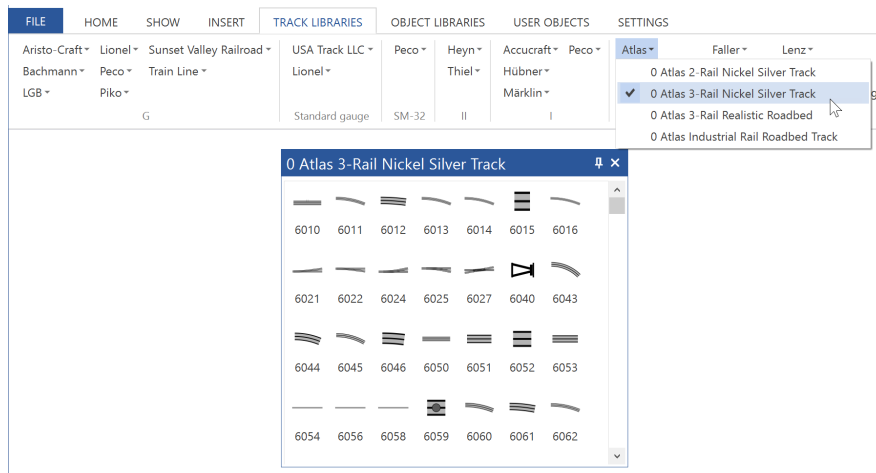 FILE HOME SHOW INSERT TRACK LIBRARIES OBJECT LIBRARIES USER OBJECTS SETTINGS
Aristo-Craft Lionel Sunset Valley Railroad USA Track LLC Peco Heyn Accucraft Peco Atlas Faller Lenz
Bachmann Peco Train Line Lionel Thiel Hübner
LGB Piko Märklin
G Standard gauge SM-32 II I
0 Atlas 2-Rail Nickel Silver Track
0 Atlas 3-Rail Nickel Silver Track
0 Atlas 3-Rail Realistic Roadbed
0 Atlas Industrial Rail Roadbed Track
0 Atlas 3-Rail Nickel Silver Track
6010 6011 6012 6013 6014 6015 6016
6021 6022 6024 6025 6027 6040 6043
6044 6045 6046 6050 6051 6052 6053
6054 6056 6058 6059 6060 6061 6062